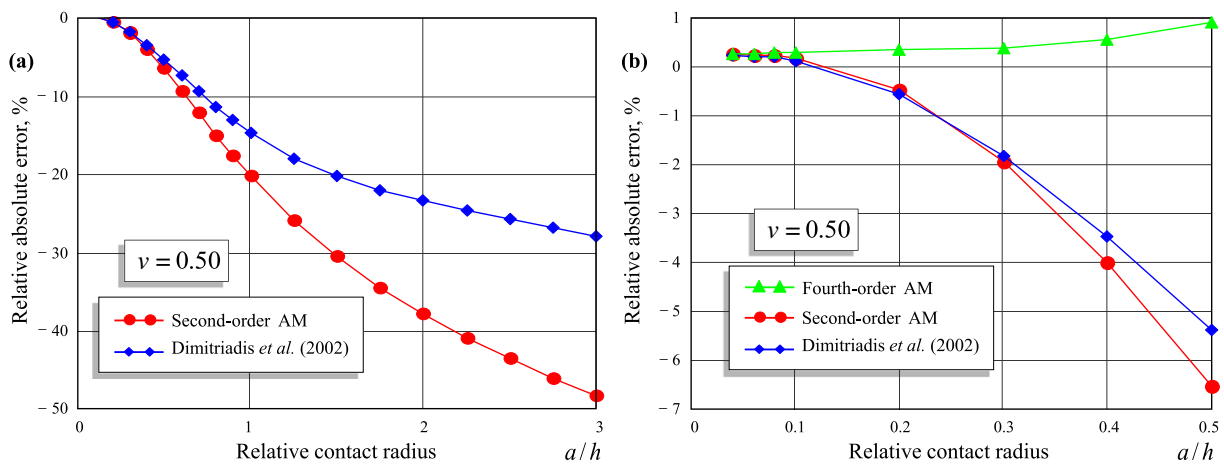 (a)
Relative absolute error, %
0
− 10
− 20
− 30
− 40
− 50
0
1
2
3
ν = 0.50
Second-order AM
Dimitriadis et al. (2002)
Relative contact radius
a / h
(b)
Relative absolute error, %
1
0
− 1
− 2
− 3
− 4
− 5
− 6
− 7
0
0.1
0.2
0.3
0.4
0.5
ν = 0.50
Fourth-order AM
Second-order AM
Dimitriadis et al. (2002)
Relative contact radius
a / h